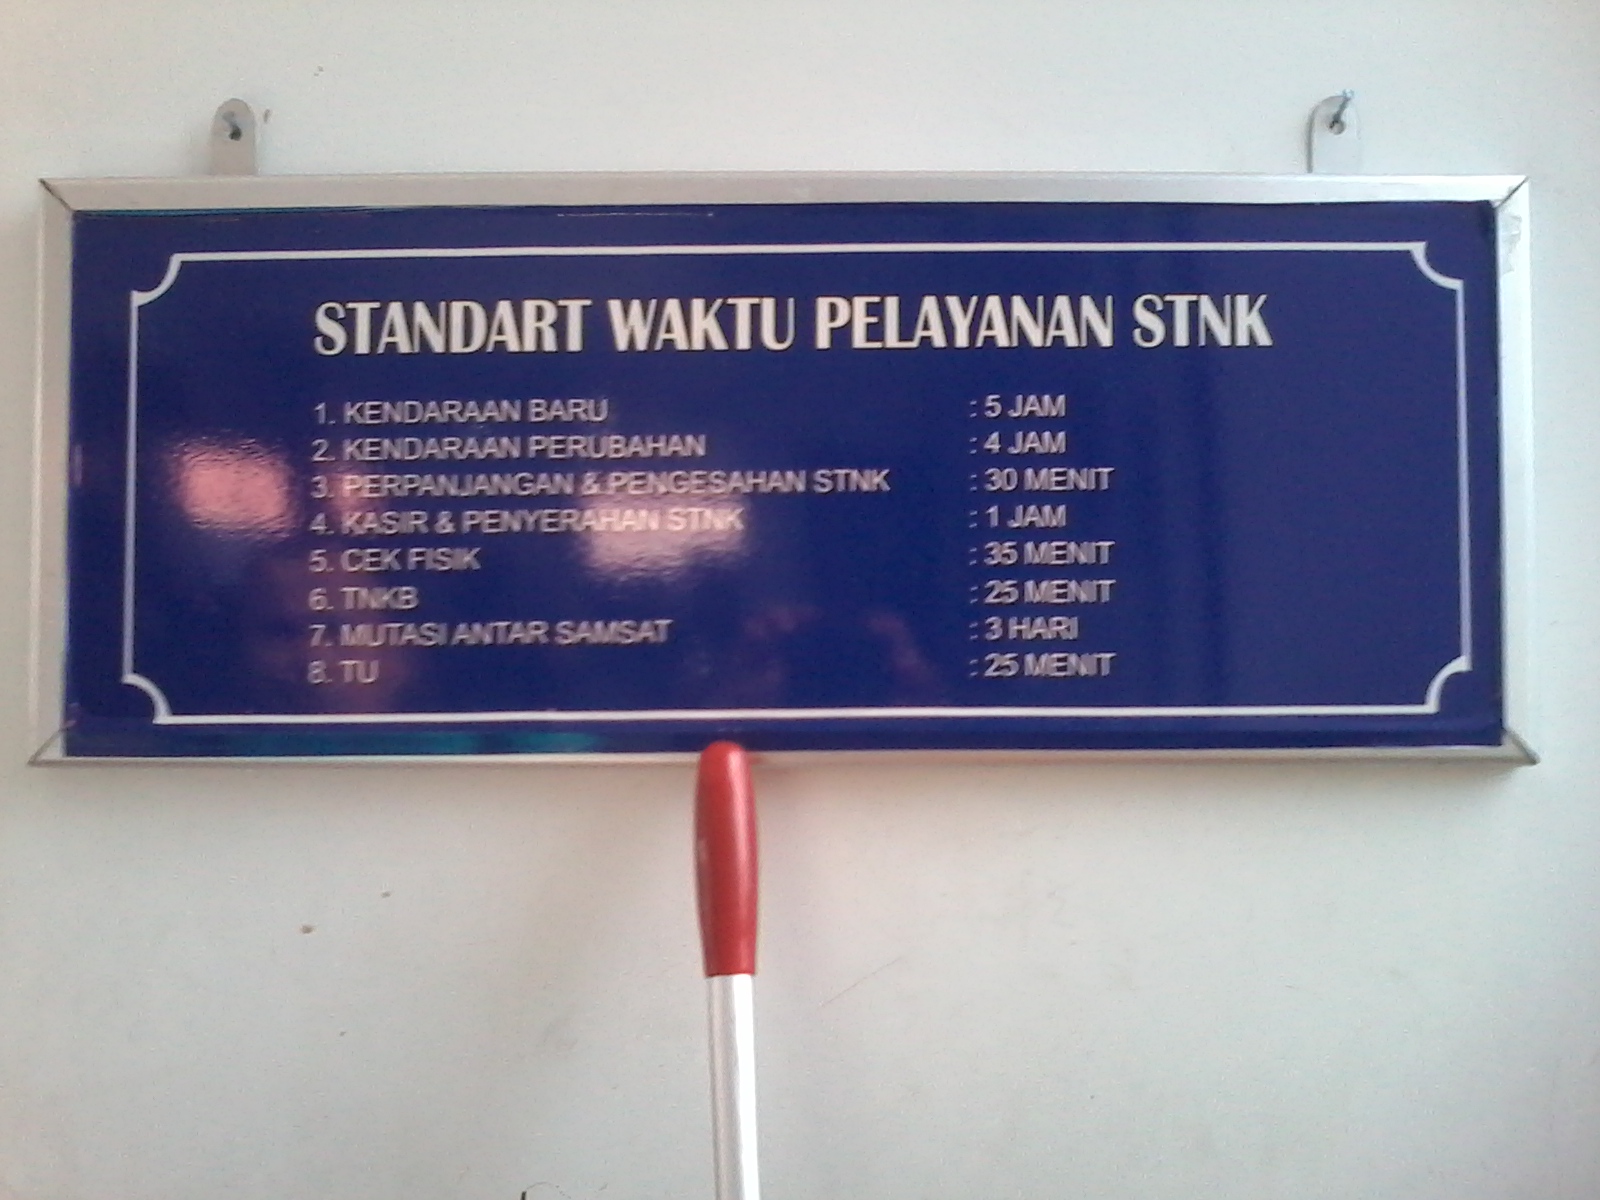 STANDART WAKTU PELAYANAN STNK
1. KENDARAAN BARU : 5 JAM
2. KENDARAAN PERUBAHAN : 4 JAM
3. PERPANJANGAN & PENGESAHAN STNK : 30 MENIT
4. KASIR & PENYERAHAN STNK : 1 JAM
5. CEK FISIK : 35 MENIT
6. TNKB : 25 MENIT
7. MUTASI ANTAR SAMSAT : 3 HARI
8. TU : 25 MENIT